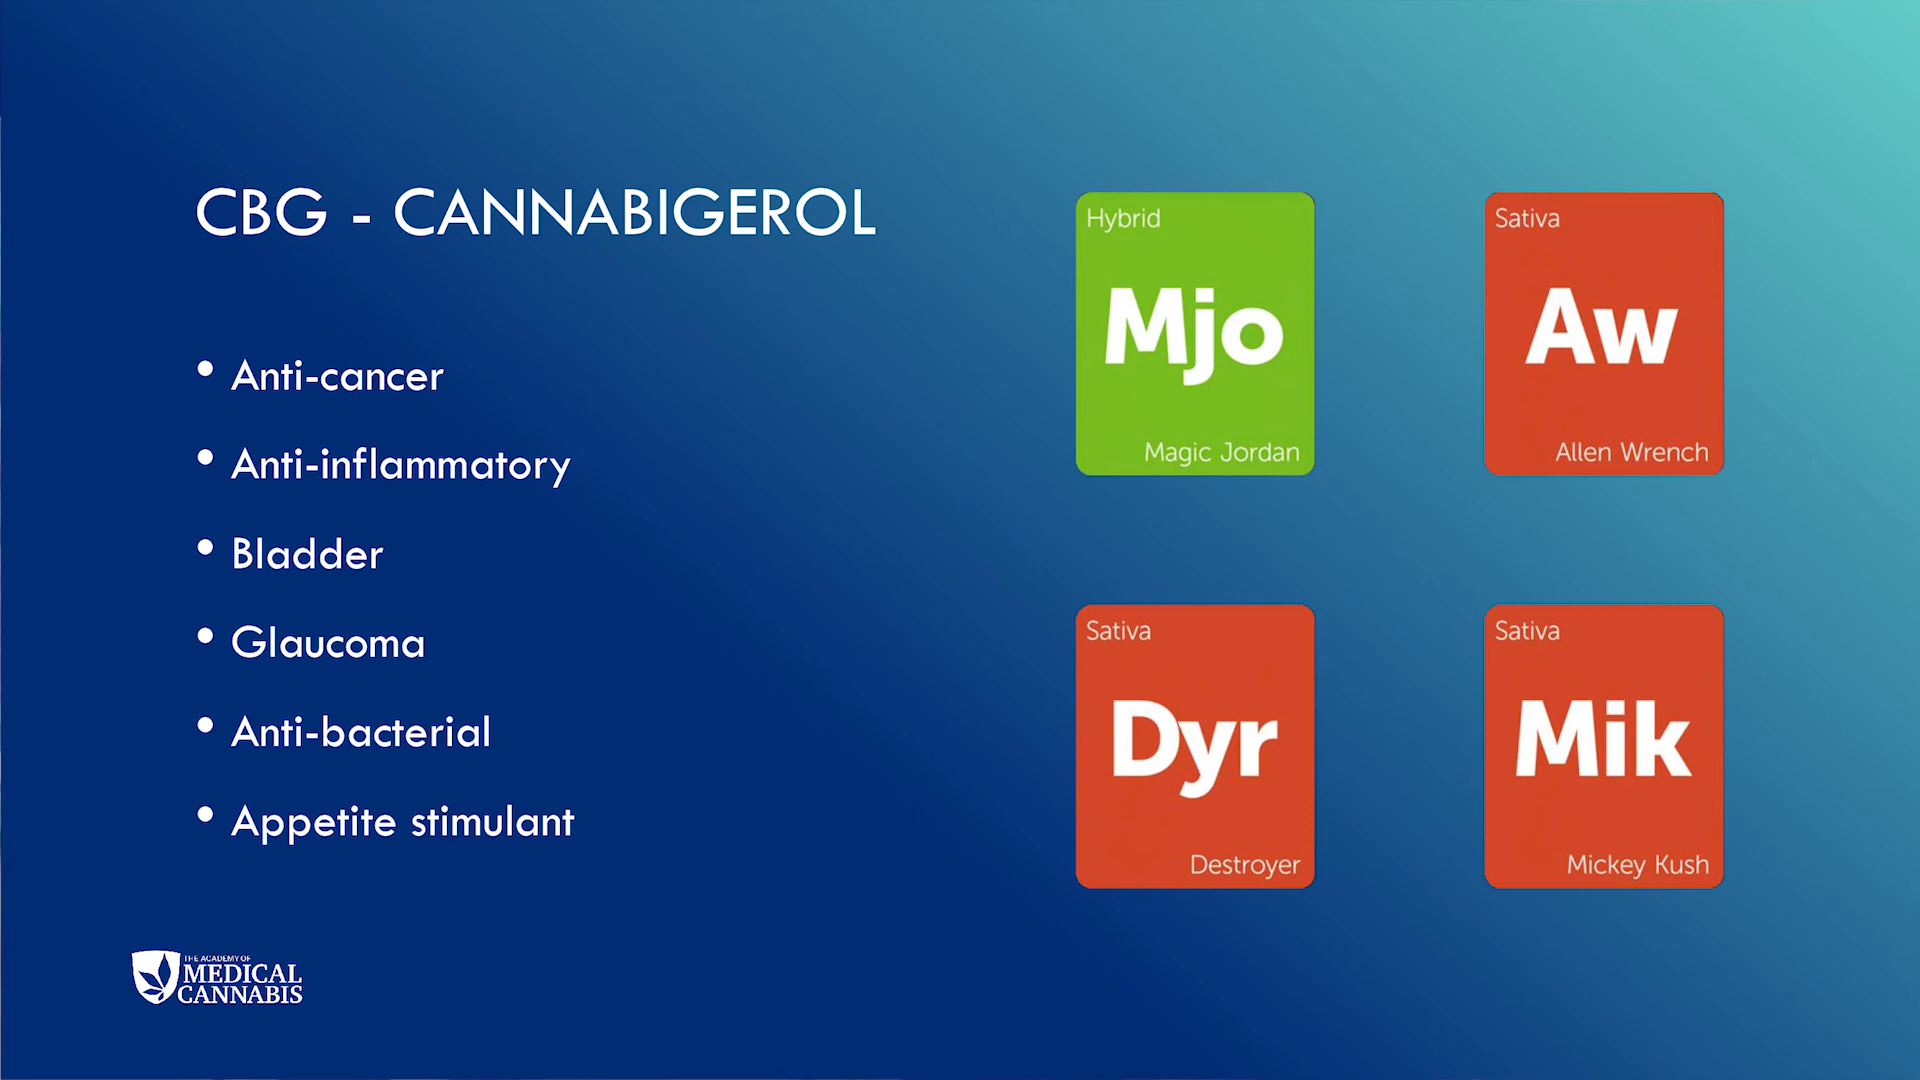 CBG - CANNABIGEROL
• Anti-cancer
• Anti-inflammatory
• Bladder
• Glaucoma
• Anti-bacterial
• Appetite stimulant
Hybrid
Mjo
Magic Jordan
Sativa
Aw
Allen Wrench
Sativa
Dyr
Destroyer
Sativa
Mik
Mickey Kush
THE ACADEMY OF
MEDICAL
CANNABIS